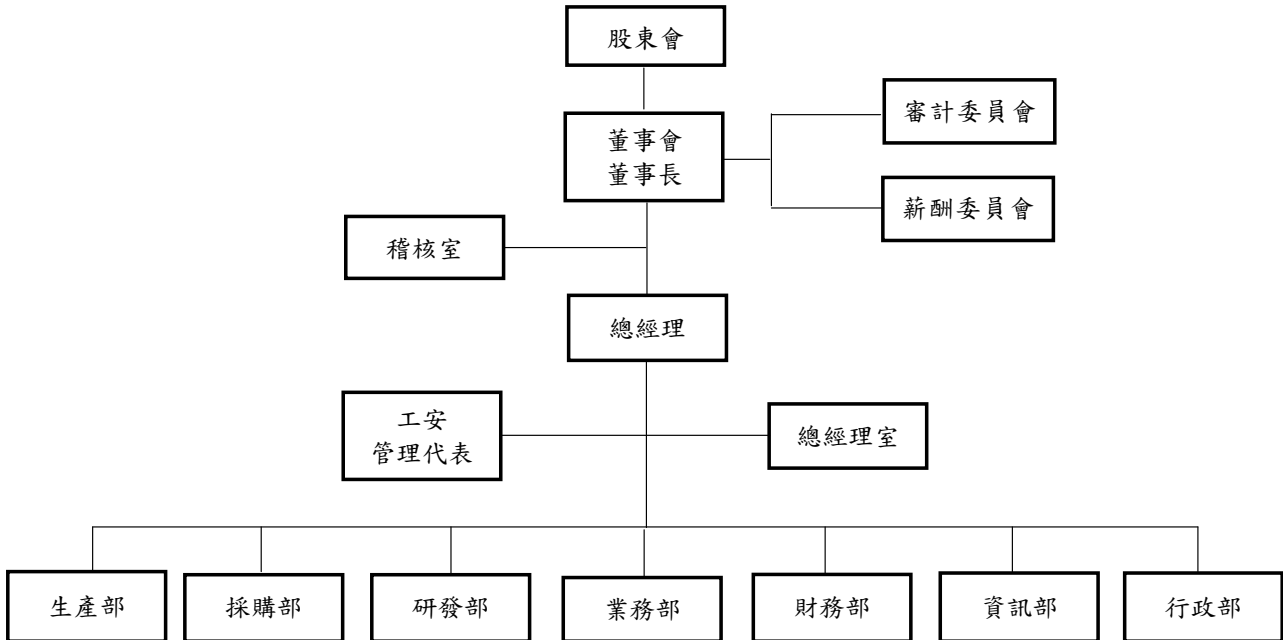 股東會
董事會
董事長
審計委員會
薪酬委員會
稽核室
總經理
工安
管理代表
總經理室
生產部
採購部
研發部
業務部
財務部
資訊部
行政部